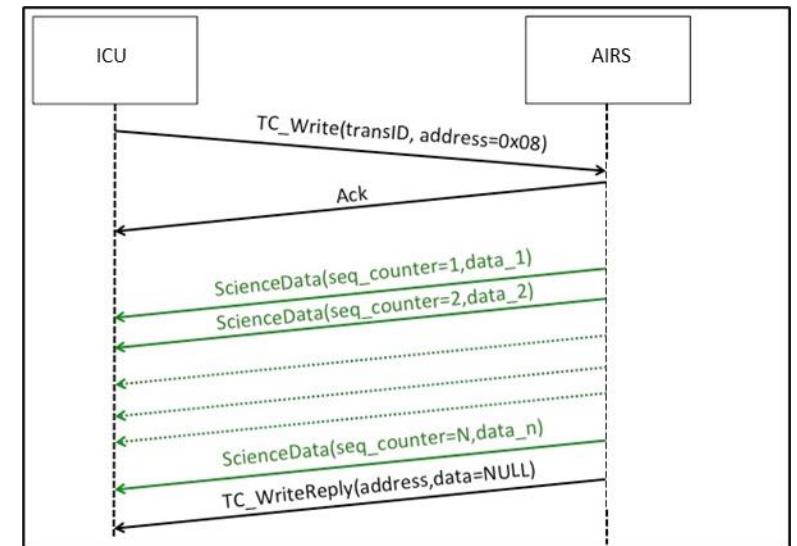 ICU
AIRS
TC_Write(transID, address=0x08)
Ack
ScienceData(seq_counter=1,data_1)
ScienceData(seq_counter=2,data_2)
ScienceData(seq_counter=N,data_n)
TC_WriteReply(address,data=NULL)